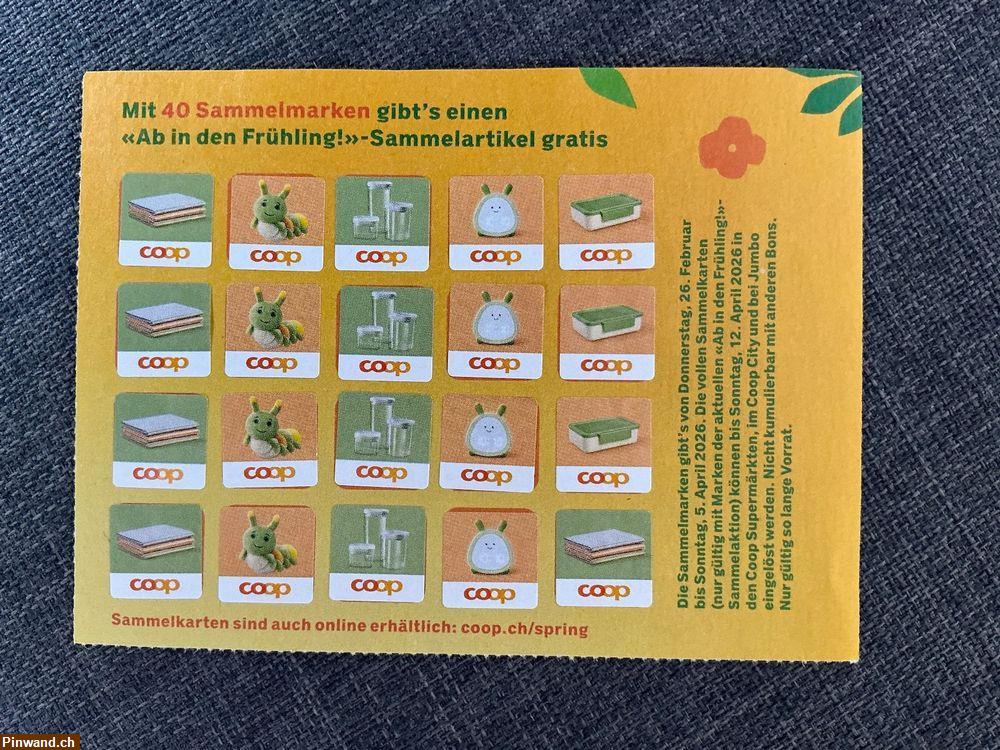 Mit 40 Sammelmarken gibt's einen
«Ab in den Frühling!»-Sammelartikel gratis
coop coop coop coop coop
coop coop coop coop coop
coop coop coop coop coop
coop coop coop coop coop
Sammelkarten sind auch online erhältlich: coop.ch/spring
Die Sammelmarken gibt's von Donnerstag, 26. Februar
bis Sonntag, 5. April 2026. Die vollen Sammelkarten
(nur gültig mit Marken der aktuellen «Ab in den Frühling!»-
Sammelaktion) können bis Sonntag, 12. April 2026 in
den Coop Supermärkten, im Coop City und bei Jumbo
eingelöst werden. Nicht kumulierbar mit anderen Bons.
Nur gültig so lange Vorrat.
Pinwand.ch